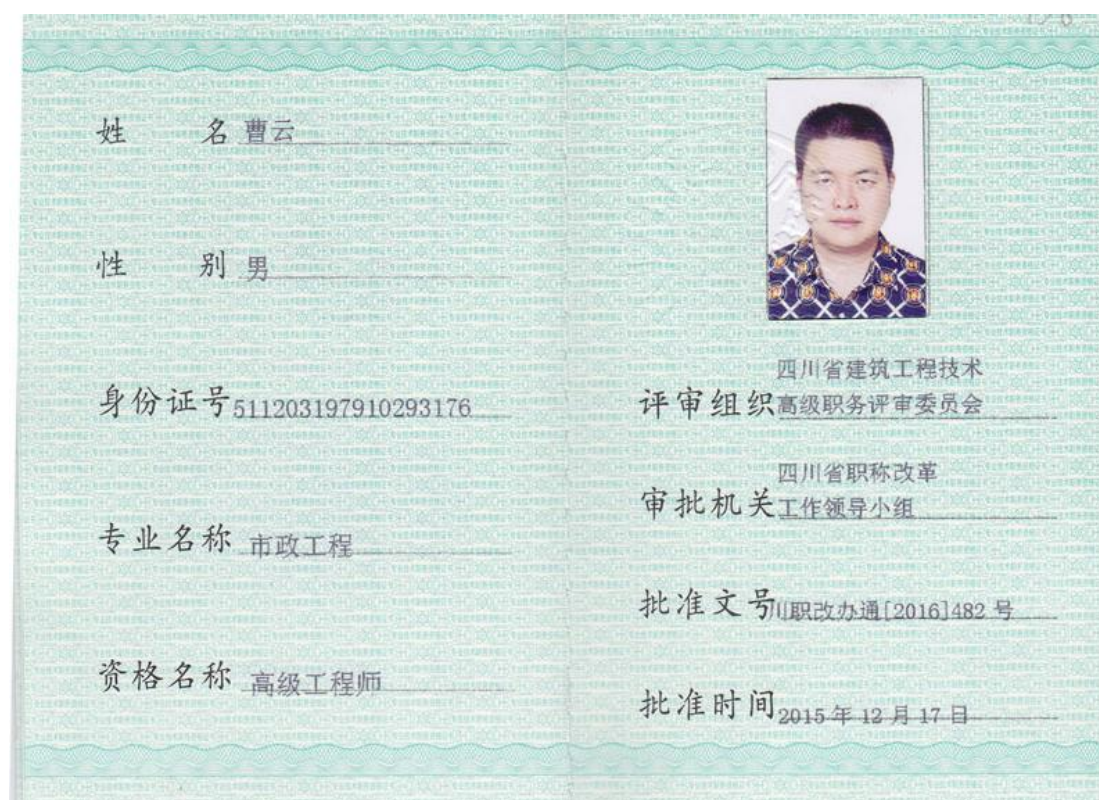 姓 名 曹云
性 别 男
身份证号 511203197910293176
专业名称 市政工程
资格名称 高级工程师
评审组织 四川省建筑工程技术
高级职务评审委员会
审批机关 四川省职称改革
工作领导小组
批准文号 川职改办通[2016]482 号
批准时间 2015 年 12 月 17 日